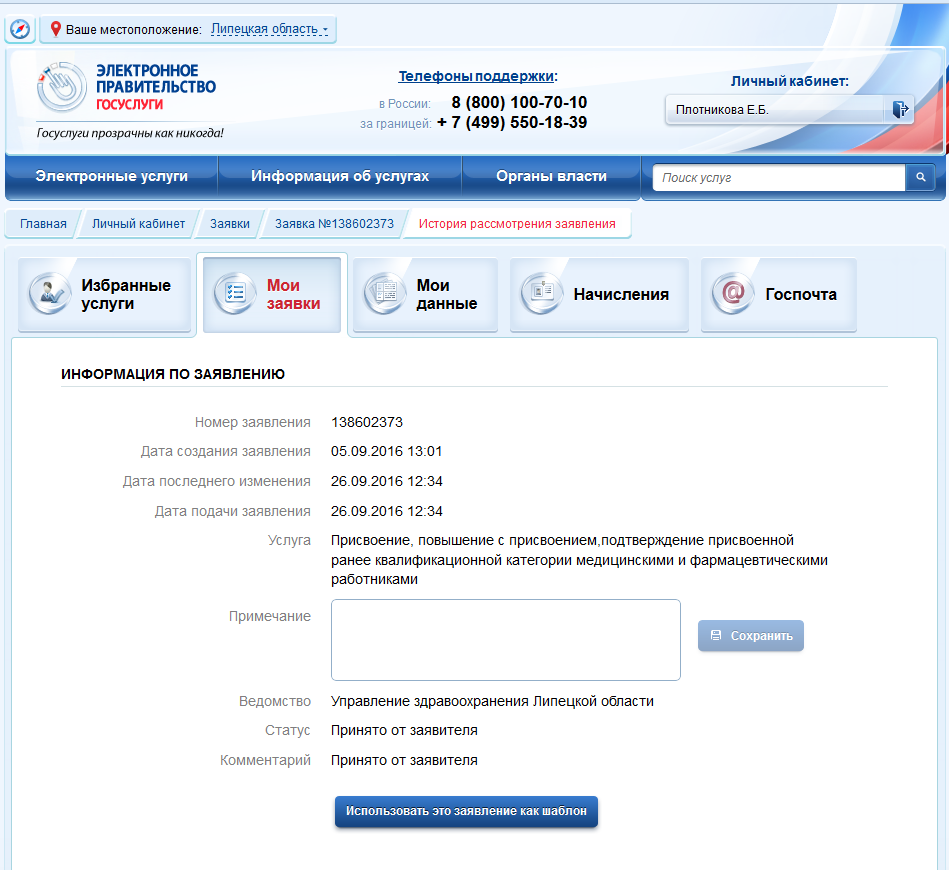 Ваше местоположение: Липецкая область
ЭЛЕКТРОННОЕ
ПРАВИТЕЛЬСТВО
ГОСУСЛУГИ
Госуслуги прозрачны как никогда!
Телефоны поддержки:
в России: 8 (800) 100-70-10
за границей: + 7 (499) 550-18-39
Личный кабинет:
Плотникова Е.Б.
Электронные услуги Информация об услугах Органы власти Поиск услуг
Главная Личный кабинет Заявки Заявка №138602373 История рассмотрения заявления
Избранные
услуги
Мои
заявки
Мои
данные
Начисления
Госпочта
ИНФОРМАЦИЯ ПО ЗАЯВЛЕНИЮ
Номер заявления 138602373
Дата создания заявления 05.09.2016 13:01
Дата последнего изменения 26.09.2016 12:34
Дата подачи заявления 26.09.2016 12:34
Услуга Присвоение, повышение с присвоением,подтверждение присвоенной
ранее квалификационной категории медицинскими и фармацевтическими
работниками
Примечание
Сохранить
Ведомство Управление здравоохранения Липецкой области
Статус Принято от заявителя
Комментарий Принято от заявителя
Использовать это заявление как шаблон